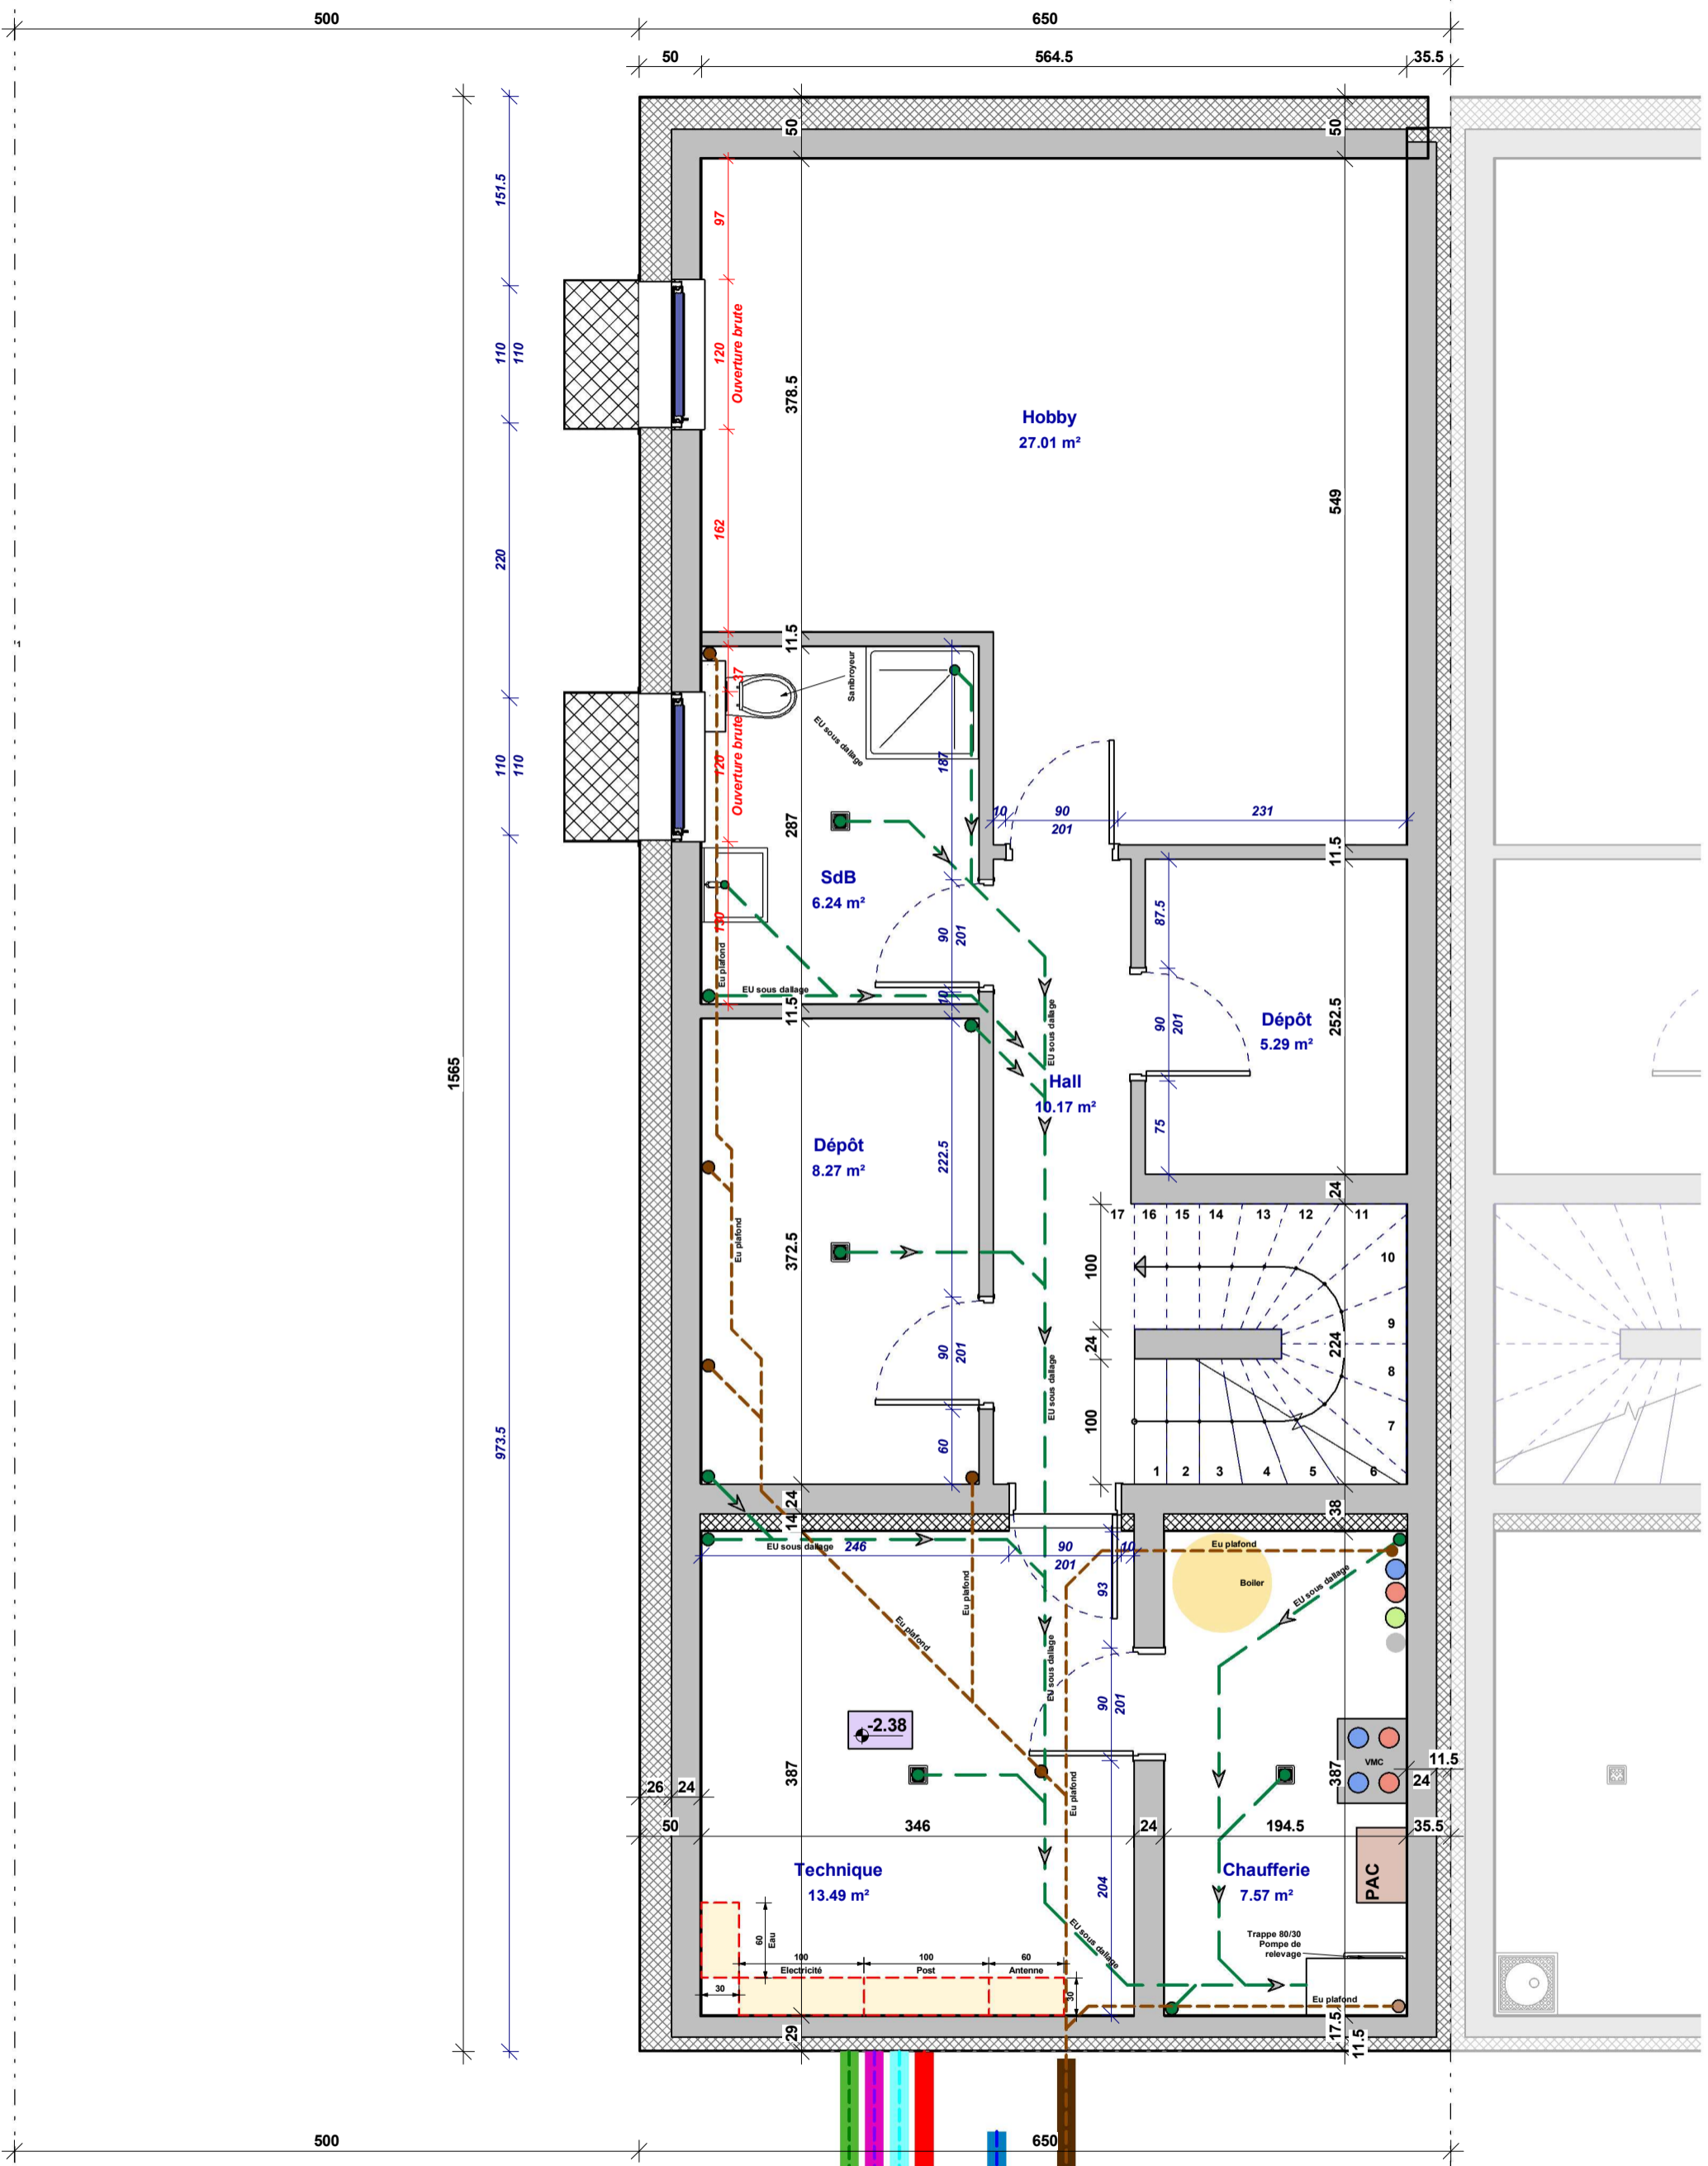 500
650
50
564.5
35.5
50
50
151.5
97
110
110
120
Ouverture brute
378.5
Hobby
27.01 m²
549
220
162
11.5
37
Sanibroyeur
EU sous dallage
187
110
110
120
Ouverture brute
10
90
201
231
287
11.5
SdB
6.24 m²
130
Eu plafond
90
201
87.5
EU sous dallage
10
11.5
EU sous dallage
90
201
252.5
Dépôt
5.29 m²
1565
Hall
10.17 m²
75
Dépôt
8.27 m²
222.5
24
17
16
15
14
13
12
11
10
9
8
7
Eu plafond
372.5
100
24
100
224
90
201
EU sous dallage
973.5
60
1
2
3
4
5
6
24
14
38
EU sous dallage
246
90
201
10
Eu plafond
93
Boiler
EU sous dallage
Eu plafond
Eu plafond
EU sous dallage
90
201
-2.38
387
Eu plafond
VMC
387
11.5
24
26
24
50
346
24
194.5
35.5
Technique
13.49 m²
204
Chaufferie
7.57 m²
PAC
60
Eau
EU sous dallage
Trappe 80/30
Pompe de
relevage
100
Electricité
100
Post
60
Antenne
30
30
Eu plafond
29
17.5
11.5
500
650